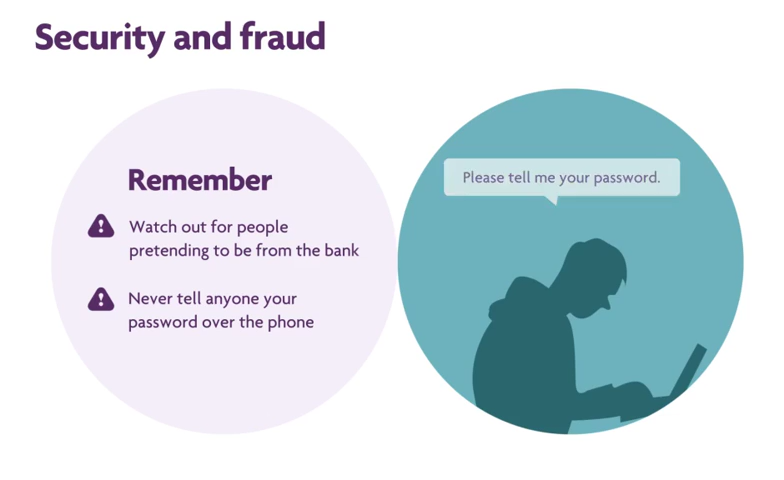 Security and fraud
Remember
Watch out for people
pretending to be from the bank
Never tell anyone your
password over the phone
Please tell me your password.